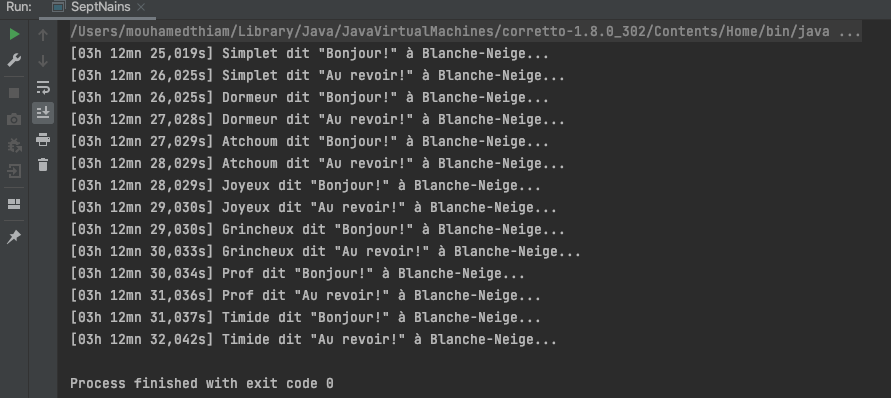 Run: SeptNains
/Users/mouhamedthiam/Library/Java/JavaVirtualMachines/corretto-1.8.0_302/Contents/Home/bin/java ...
[03h 12mn 25,019s] Simplet dit "Bonjour!" à Blanche-Neige...
[03h 12mn 26,025s] Simplet dit "Au revoir!" à Blanche-Neige...
[03h 12mn 26,025s] Dormeur dit "Bonjour!" à Blanche-Neige...
[03h 12mn 27,028s] Dormeur dit "Au revoir!" à Blanche-Neige...
[03h 12mn 27,029s] Atchoum dit "Bonjour!" à Blanche-Neige...
[03h 12mn 28,029s] Atchoum dit "Au revoir!" à Blanche-Neige...
[03h 12mn 28,029s] Joyeux dit "Bonjour!" à Blanche-Neige...
[03h 12mn 29,030s] Joyeux dit "Au revoir!" à Blanche-Neige...
[03h 12mn 29,030s] Grincheux dit "Bonjour!" à Blanche-Neige...
[03h 12mn 30,033s] Grincheux dit "Au revoir!" à Blanche-Neige...
[03h 12mn 30,034s] Prof dit "Bonjour!" à Blanche-Neige...
[03h 12mn 31,036s] Prof dit "Au revoir!" à Blanche-Neige...
[03h 12mn 31,037s] Timide dit "Bonjour!" à Blanche-Neige...
[03h 12mn 32,042s] Timide dit "Au revoir!" à Blanche-Neige...
Process finished with exit code 0